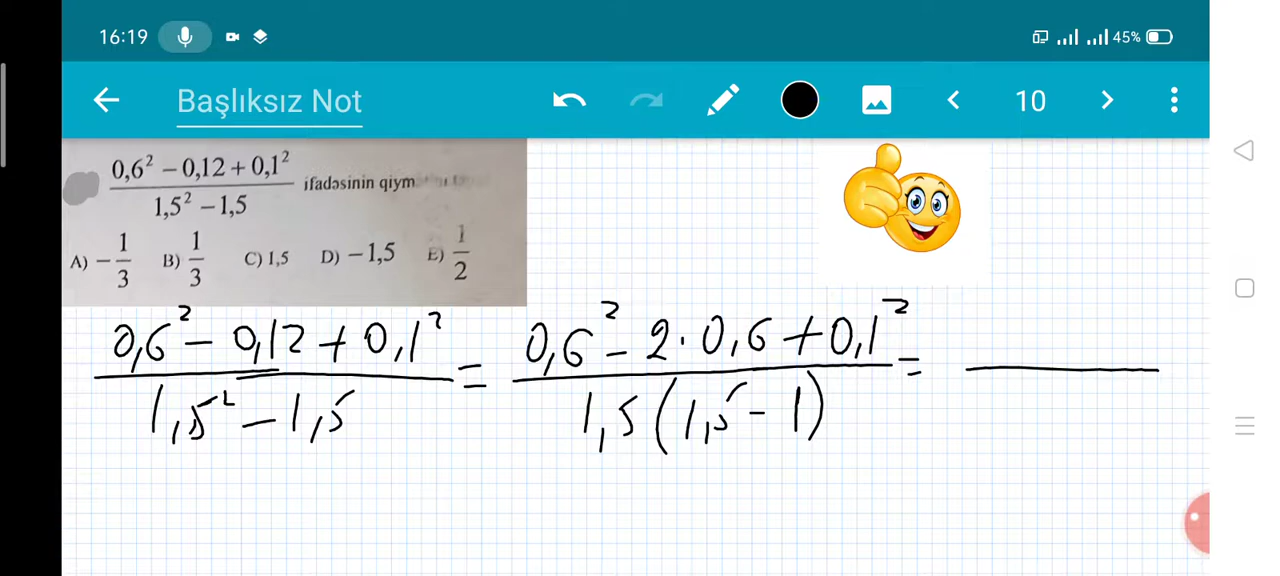 16:19 45%
Başlıksız Not 10
0,6² − 0,12 + 0,1²
1,5² − 1,5
ifadəsinin
A) −1/3 B) 1/3 C) 1,5 D) −1,5 E) 1/2
0,6² − 0,12 + 0,1² = 0,6² − 2·0,6 + 0,1² =
1,5² − 1,5 1,5(1,5 − 1)